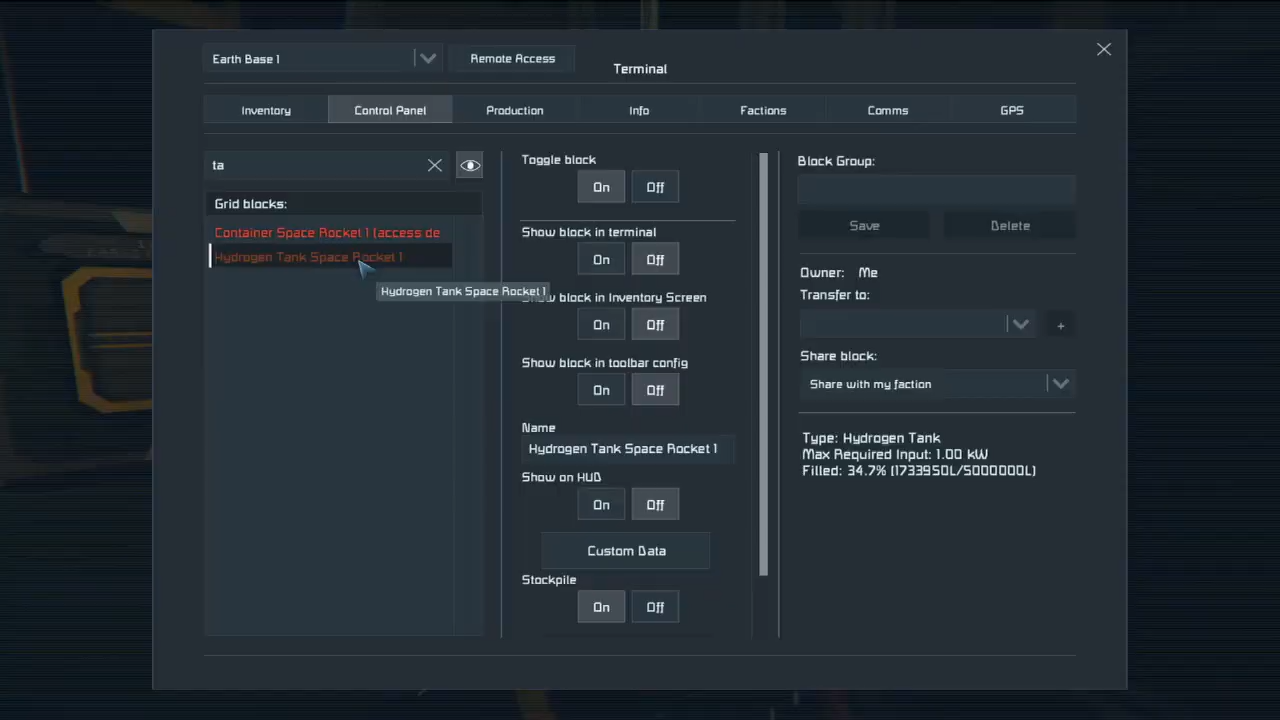 Earth Base 1
Remote Access
Terminal
Inventory
Control Panel
Production
Info
Factions
Comms
GPS
ta
Grid blocks:
Container Space Rocket 1 (access de
Hydrogen Tank Space Rocket 1
Hydrogen Tank Space Rocket 1
Toggle block
On
Off
Show block in terminal
On
Off
Show block in Inventory Screen
On
Off
Show block in toolbar config
On
Off
Name
Hydrogen Tank Space Rocket 1
Show on HUD
On
Off
Custom Data
Stockpile
On
Off
Block Group:
Save
Delete
Owner: Me
Transfer to:
+
Share block:
Share with my faction
Type: Hydrogen Tank
Max Required Input: 1.00 kW
Filled: 34.7% (1733950L/5000000L)